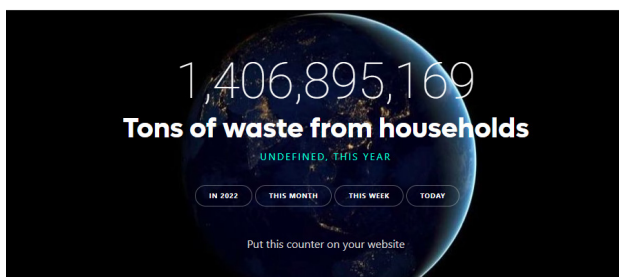 1,406,895,169
Tons of waste from households
UNDEFINED, THIS YEAR
IN 2022 THIS MONTH THIS WEEK TODAY
Put this counter on your website